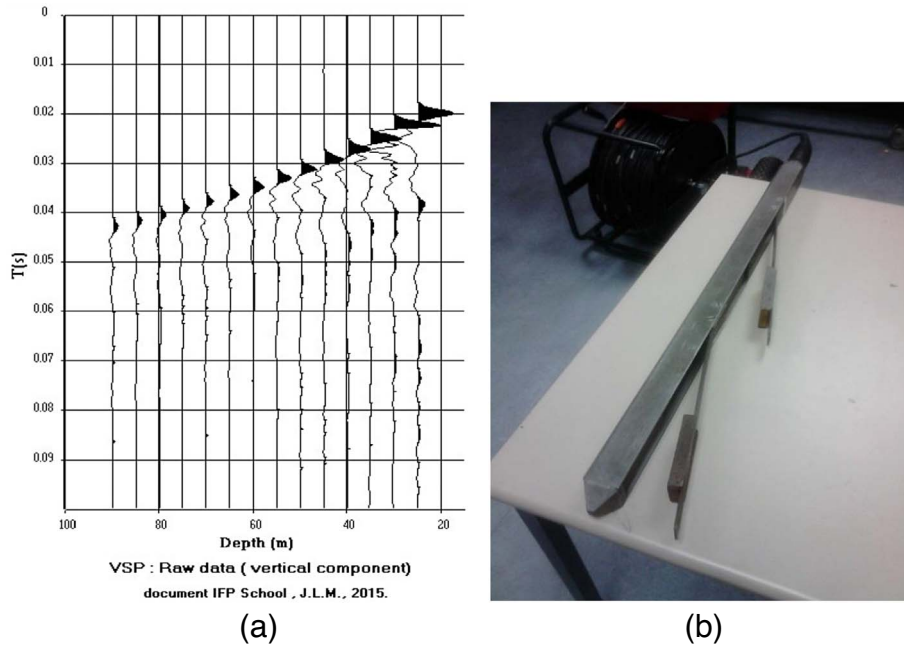 0
0.01
0.02
0.03
0.04
0.05
0.06
0.07
0.08
0.09
T(s)
100 80 60 40 20
Depth (m)
VSP : Raw data ( vertical component)
document IFP School , J.L.M., 2015.
(a) (b)